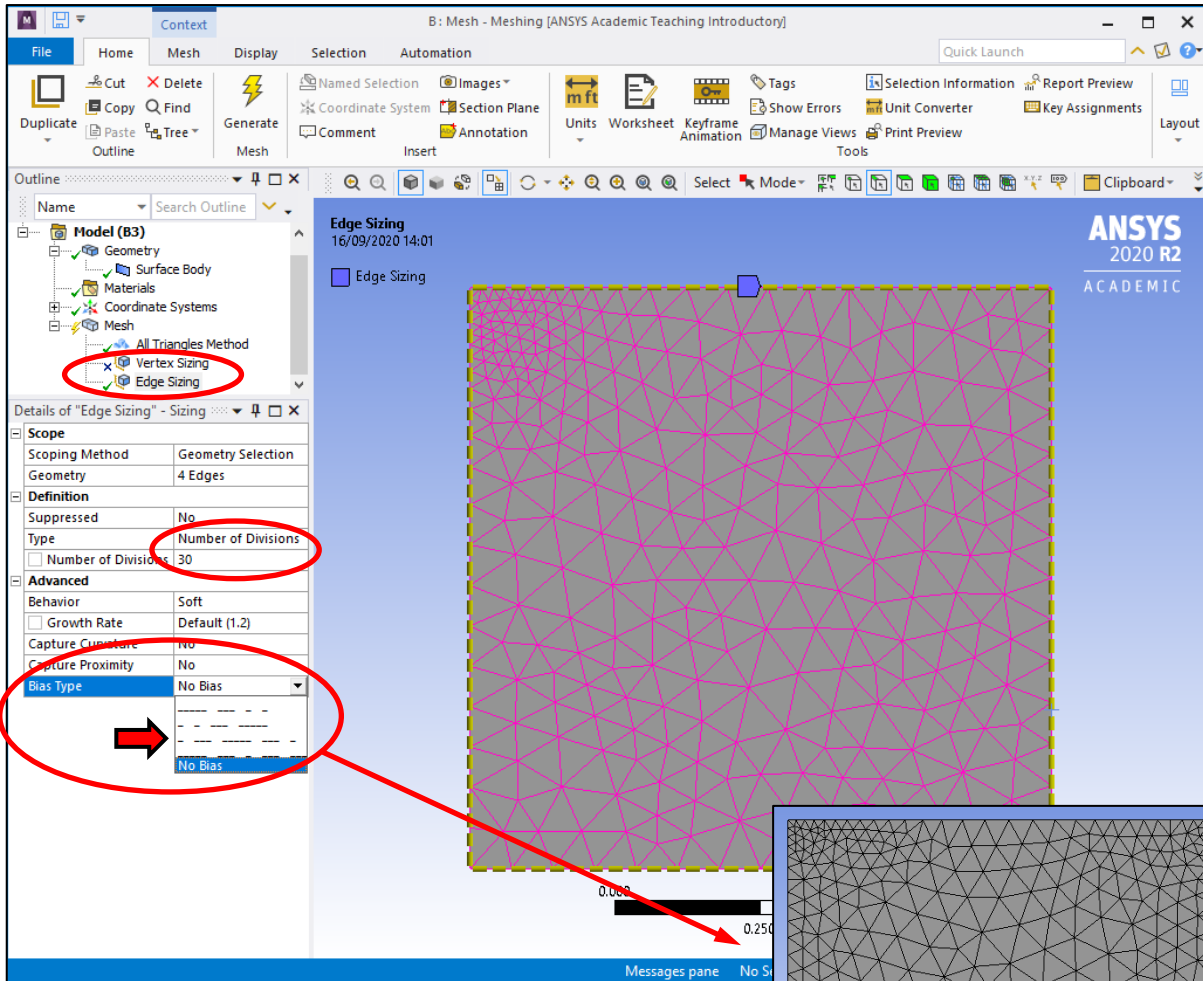 M
Context
B : Mesh - Meshing [ANSYS Academic Teaching Introductory]
File Home Mesh Display Selection Automation Quick Launch
Duplicate
Cut
Copy
Paste
Delete
Find
Tree
Outline
Generate
Mesh
Named Selection
Coordinate System
Comment
Images
Section Plane
Annotation
Insert
m ft
Units
Worksheet
Keyframe
Animation
Tags
Show Errors
Manage Views
Selection Information
Unit Converter
Print Preview
Report Preview
Key Assignments
Tools
Layout
Outline
Name Search Outline
Select Mode Clipboard
Model (B3)
Geometry
Surface Body
Materials
Coordinate Systems
Mesh
All Triangles Method
Vertex Sizing
Edge Sizing
Details of "Edge Sizing" - Sizing
Scope
Scoping Method Geometry Selection
Geometry 4 Edges
Definition
Suppressed No
Type Number of Divisions
Number of Divisions 30
Advanced
Behavior Soft
Growth Rate Default (1.2)
Capture Curvature No
Capture Proximity No
Bias Type No Bias
No Bias
Edge Sizing
16/09/2020 14:01
Edge Sizing
ANSYS
2020 R2
ACADEMIC
0.000
0.250
Messages pane No Se